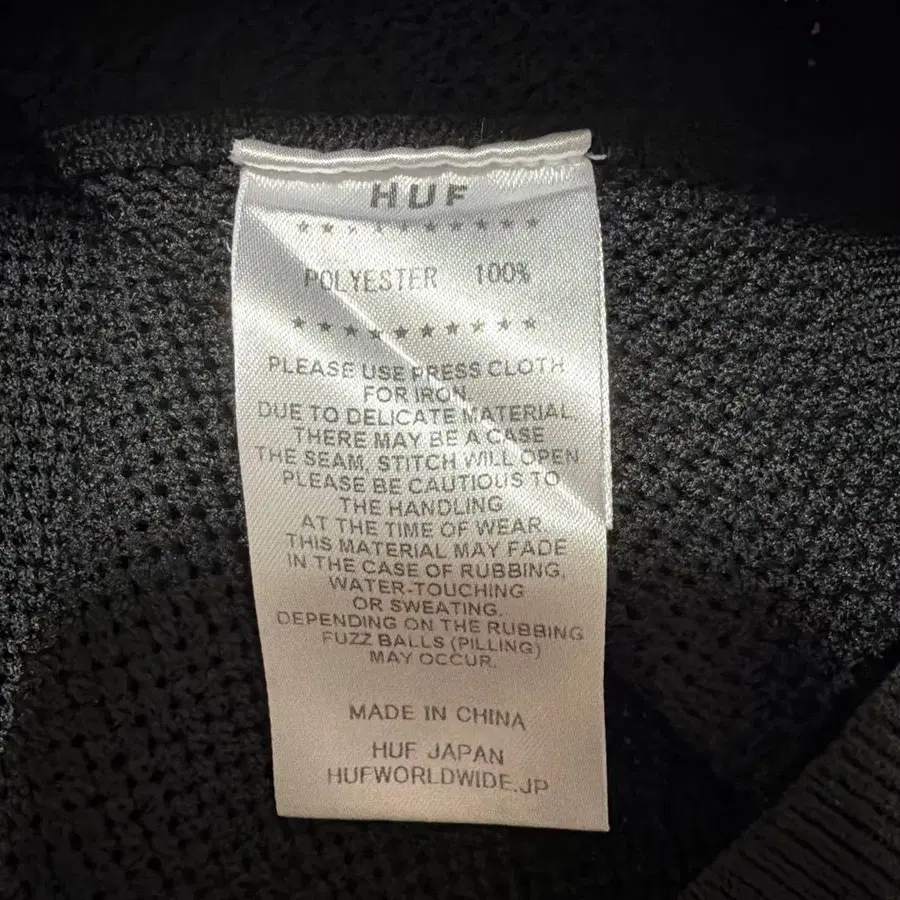 HUF
★★★★★★★★★★
POLYESTER 100%
★★★★★★★★★★
PLEASE USE PRESS CLOTH
FOR IRON.
DUE TO DELICATE MATERIAL,
THERE MAY BE A CASE
THE SEAM, STITCH WILL OPEN
PLEASE BE CAUTIOUS TO
THE HANDLING
AT THE TIME OF WEAR.
THIS MATERIAL MAY FADE
IN THE CASE OF RUBBING,
WATER-TOUCHING
OR SWEATING.
DEPENDING ON THE RUBBING
FUZZ BALLS (PILLING)
MAY OCCUR.
MADE IN CHINA
HUF JAPAN
HUFWORLDWIDE.JP